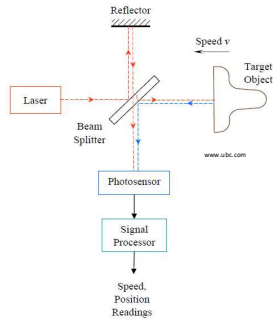 Reflector
Speed v
Target
Object
Laser
Beam
Splitter
www.ubc.com
Photosensor
Signal
Processor
Speed,
Position
Readings